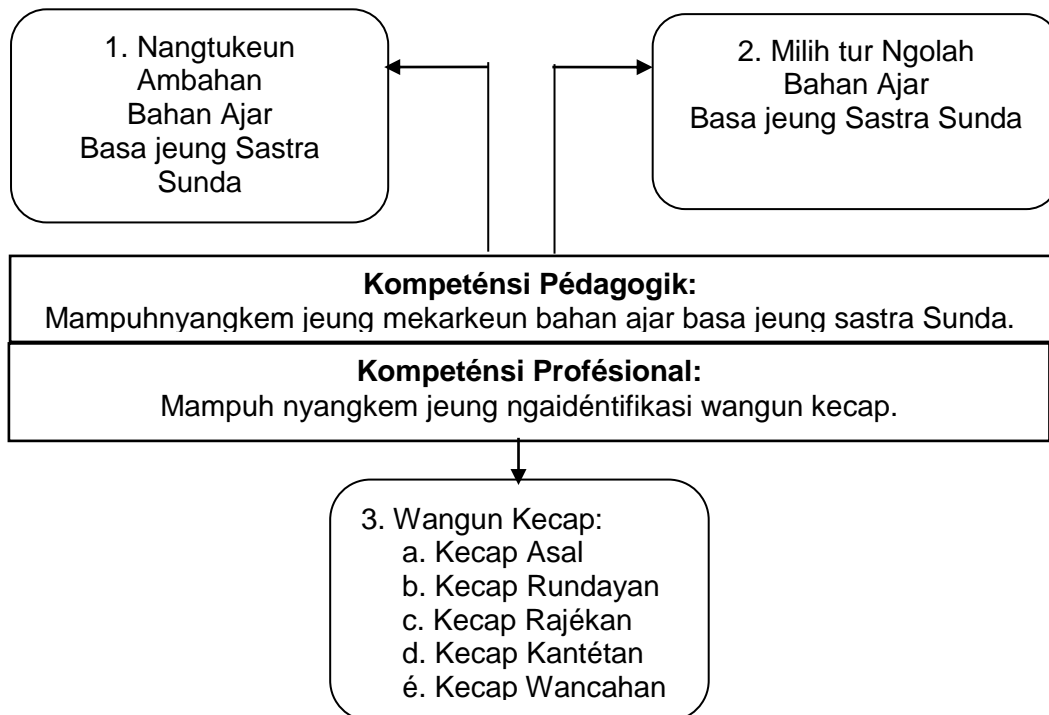 1. Nangtukeun
Ambahan
Bahan Ajar
Basa jeung Sastra
Sunda
2. Milih tur Ngolah
Bahan Ajar
Basa jeung Sastra Sunda
Kompeténsi Pédagogik:
Mampuhnyangkem jeung mekarkeun bahan ajar basa jeung sastra Sunda.
Kompeténsi Profésional:
Mampuh nyangkem jeung ngaidéntifikasi wangun kecap.
3. Wangun Kecap:
a. Kecap Asal
b. Kecap Rundayan
c. Kecap Rajékan
d. Kecap Kantétan
é. Kecap Wancahan